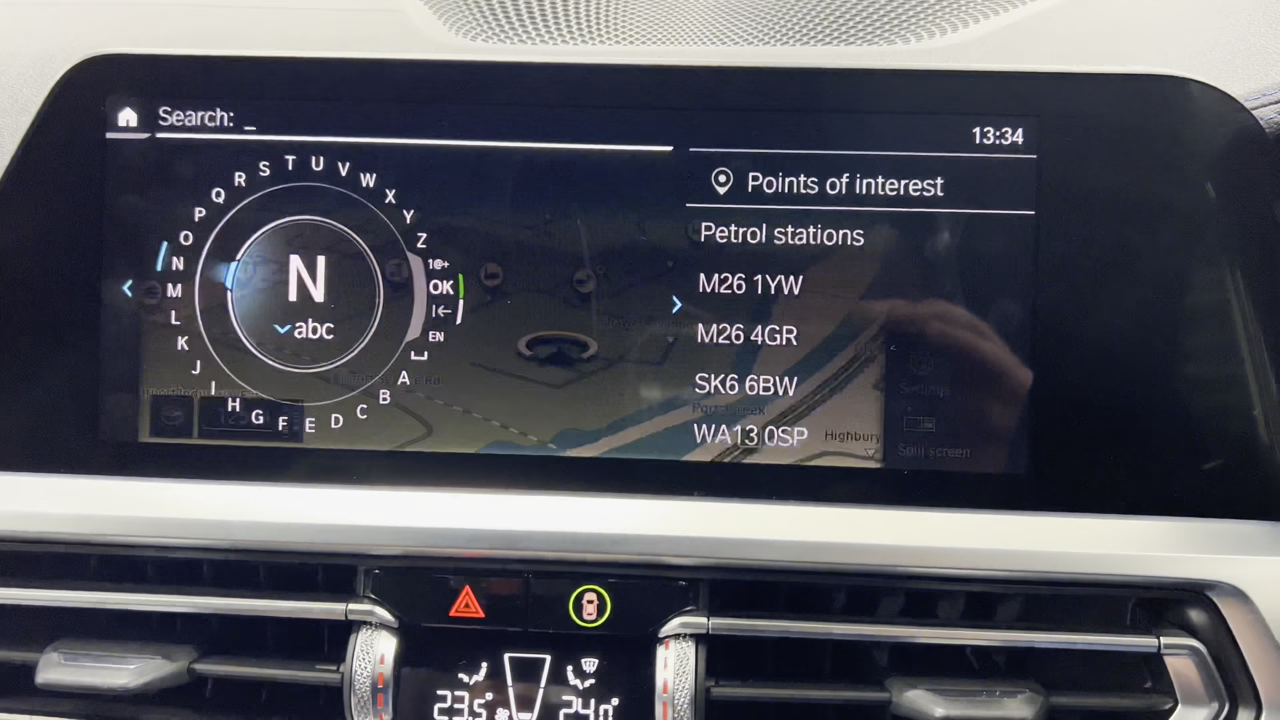 Search: _
13:34
Points of interest
Petrol stations
M26 1YW
M26 4GR
SK6 6BW
WA13 0SP
Highbury
Settings
Split screen
N
abc
A
B
C
D
E
F
G
H
I
J
K
L
M
N
O
P
Q
R
S
T
U
V
W
X
Y
Z
1@+
OK
EN
23.5°
24.0°